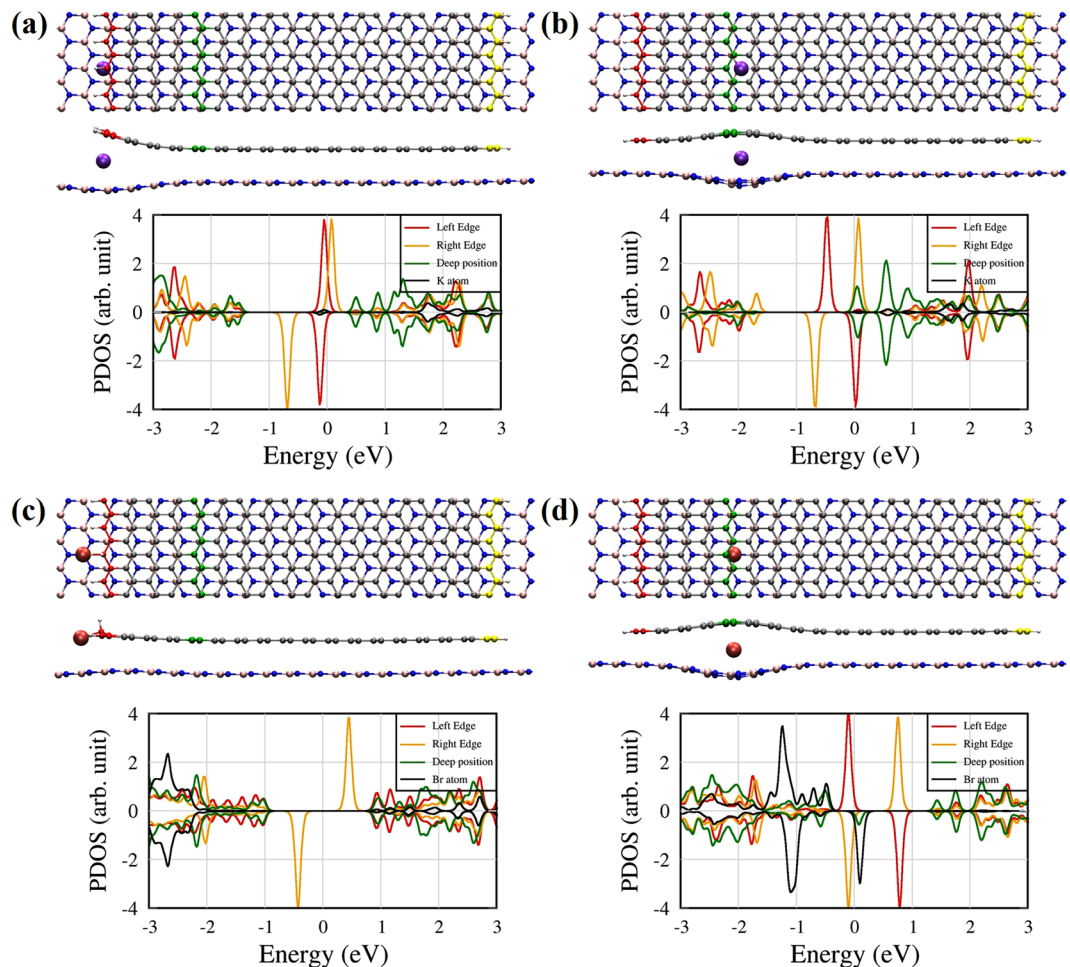 (a)
(b)
PDOS (arb. unit)
4
2
0
-2
-4
Left Edge
Right Edge
Deep position
K atom
-3 -2 -1 0 1 2 3
Energy (eV)
PDOS (arb. unit)
4
2
0
-2
-4
Left Edge
Right Edge
Deep position
K atom
-3 -2 -1 0 1 2 3
Energy (eV)
(c)
(d)
PDOS (arb. unit)
4
2
0
-2
-4
Left Edge
Right Edge
Deep position
Br atom
-3 -2 -1 0 1 2 3
Energy (eV)
PDOS (arb. unit)
4
2
0
-2
-4
Left Edge
Right Edge
Deep position
Br atom
-3 -2 -1 0 1 2 3
Energy (eV)